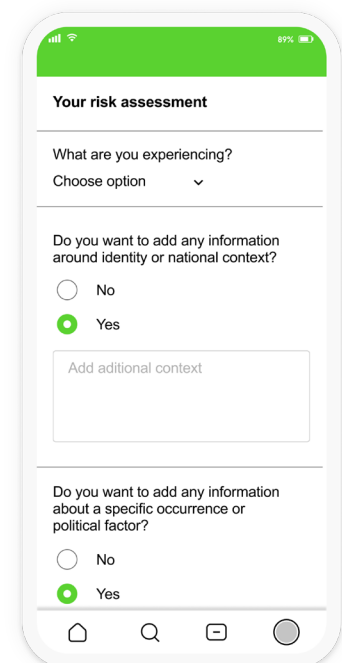 89%
Your risk assessment
What are you experiencing?
Choose option
Do you want to add any information
around identity or national context?
No
Yes
Add aditional context
Do you want to add any information
about a specific occurrence or
political factor?
No
Yes